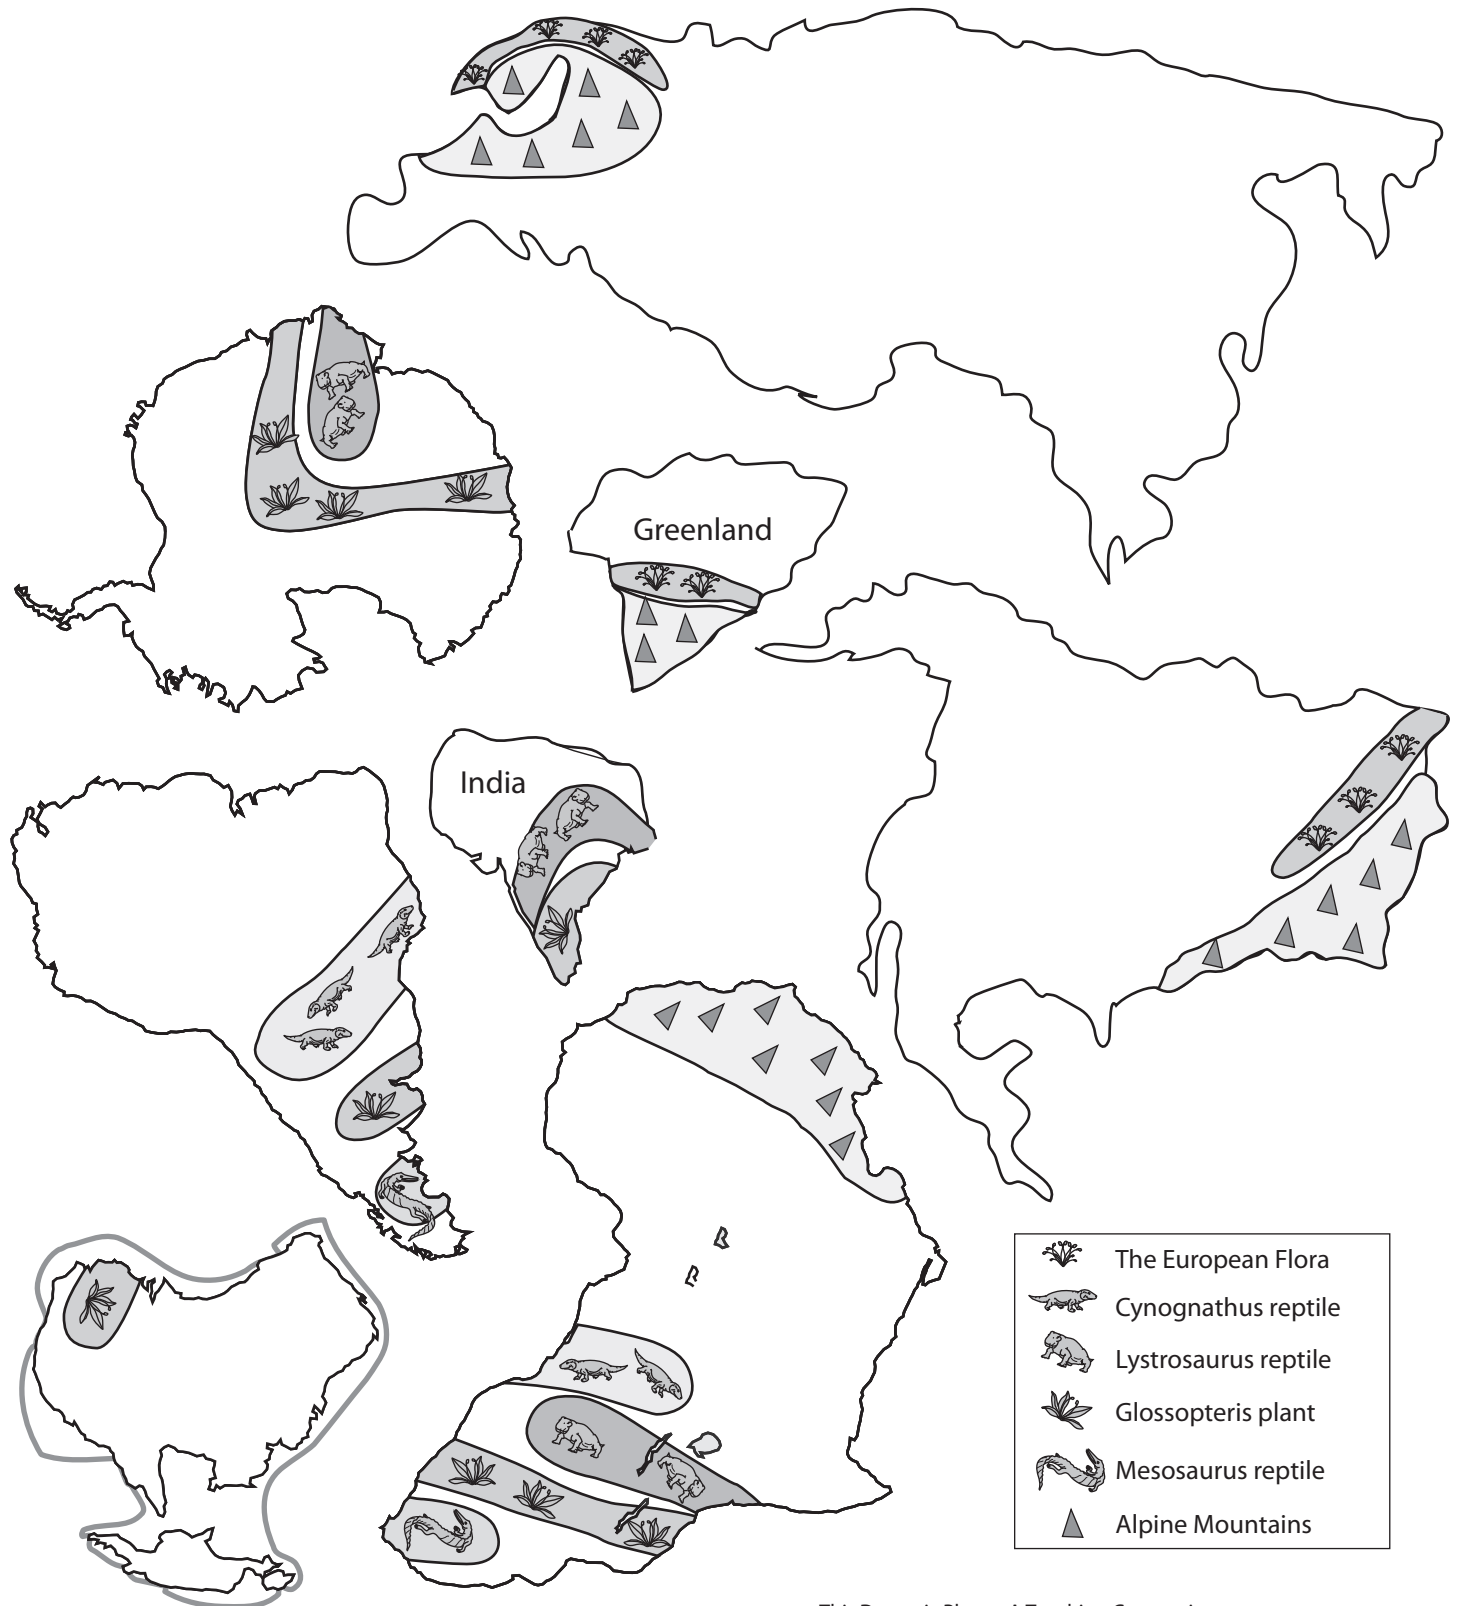 Greenland
India
The European Flora
Cynognathus reptile
Lystrosaurus reptile
Glossopteris plant
Mesosaurus reptile
Alpine Mountains